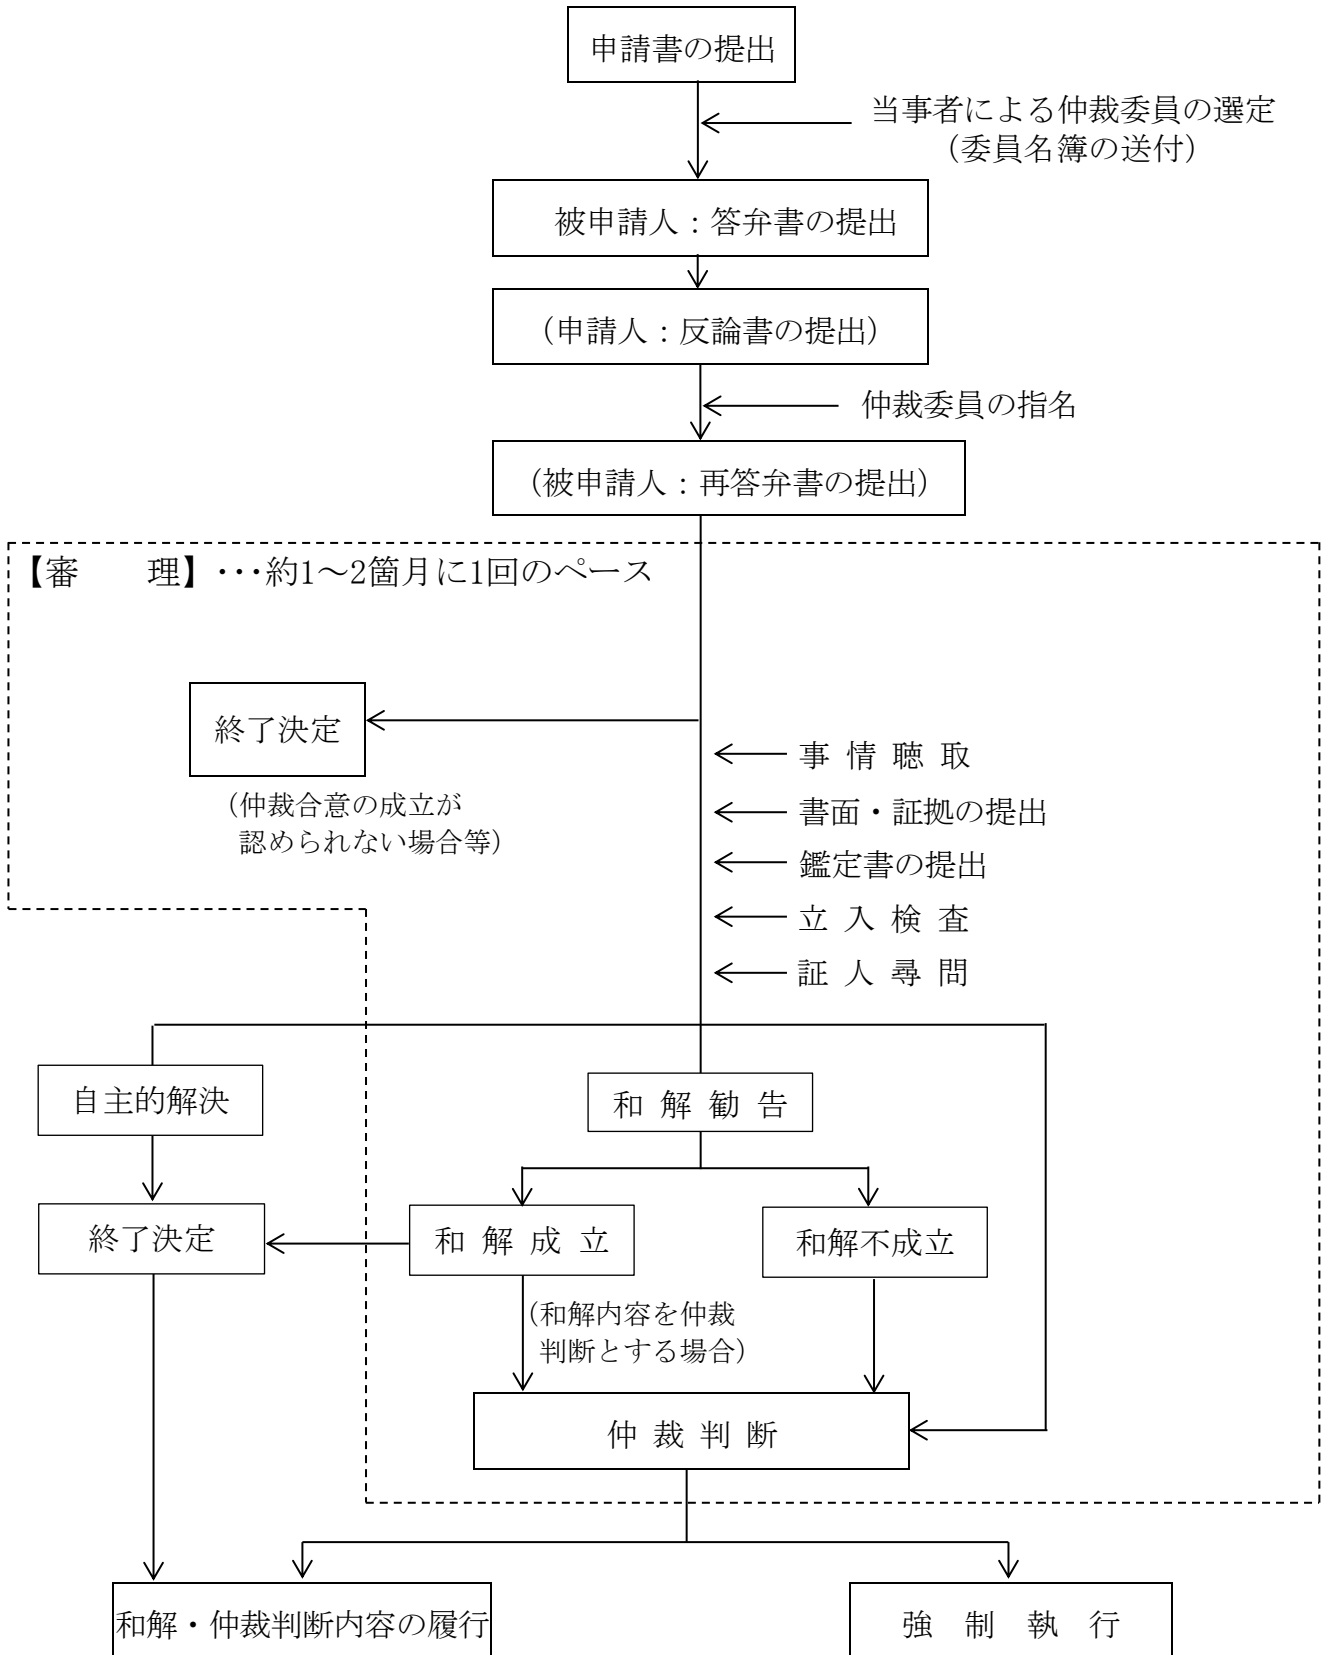 申請書の提出
当事者による仲裁委員の選定
（委員名簿の送付）
被申請人：答弁書の提出
（申請人：反論書の提出）
仲裁委員の指名
（被申請人：再答弁書の提出）
【審　　理】・・・約1～2箇月に1回のペース
終了決定
（仲裁合意の成立が
認められない場合等）
事 情 聴 取
書面・証拠の提出
鑑定書の提出
立 入 検 査
証 人 尋 問
自主的解決
和 解 勧 告
終了決定
和 解 成 立
和解不成立
（和解内容を仲裁
判断とする場合）
仲 裁 判 断
和解・仲裁判断内容の履行
強　制　執　行